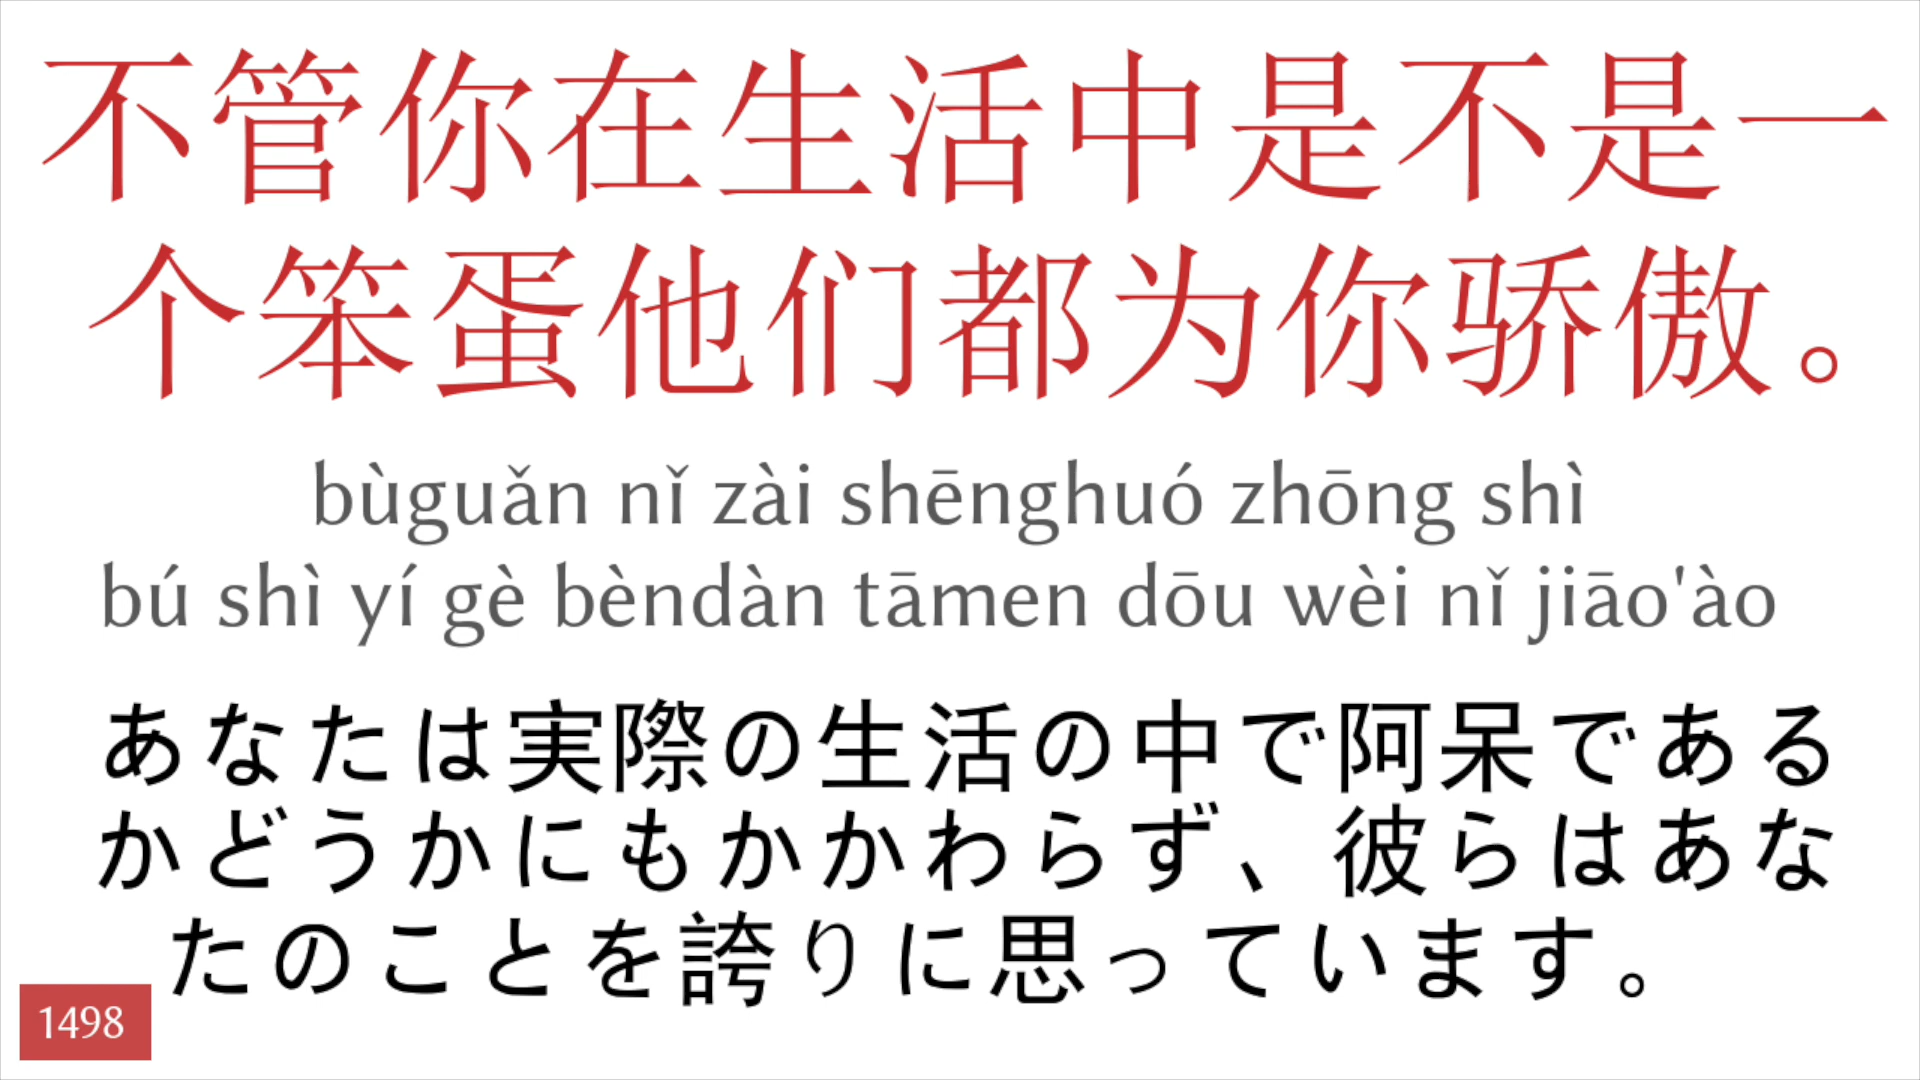 不管你在生活中是不是一
个笨蛋他们都为你骄傲。
bùguǎn nǐ zài shēnghuó zhōng shì
bú shì yí gè bèndàn tāmen dōu wèi nǐ jiāo'ào
あなたは実際の生活の中で阿呆である
かどうかにもかかわらず、彼らはあな
たのことを誇りに思っています。
1498